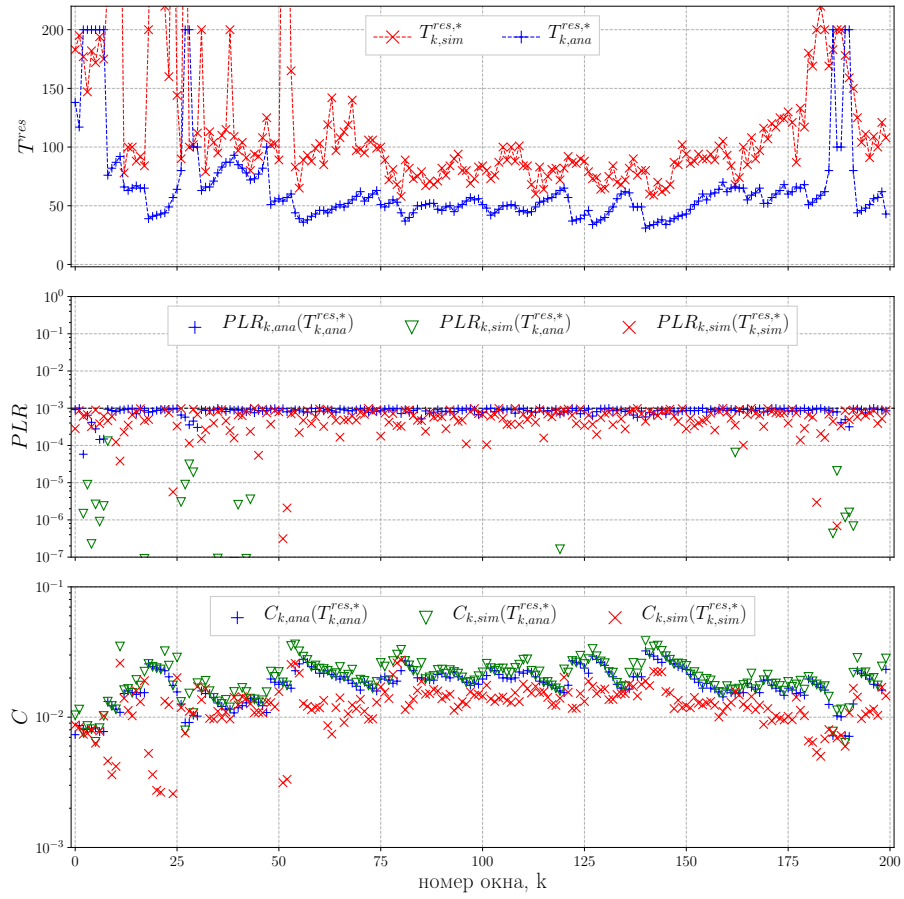 $T^{res,*}_{k,sim}$ $T^{res,*}_{k,ana}$
200
150
100
50
0
$T^{res}$
$PLR_{k,ana}(T^{res,*}_{k,ana})$ $PLR_{k,sim}(T^{res,*}_{k,ana})$ $PLR_{k,sim}(T^{res,*}_{k,sim})$
$10^{0}$
$10^{-1}$
$10^{-2}$
$10^{-3}$
$10^{-4}$
$10^{-5}$
$10^{-6}$
$10^{-7}$
$PLR$
$C_{k,ana}(T^{res,*}_{k,ana})$ $C_{k,sim}(T^{res,*}_{k,ana})$ $C_{k,sim}(T^{res,*}_{k,sim})$
$10^{-1}$
$10^{-2}$
$10^{-3}$
$C$
0 25 50 75 100 125 150 175 200
номер окна, k